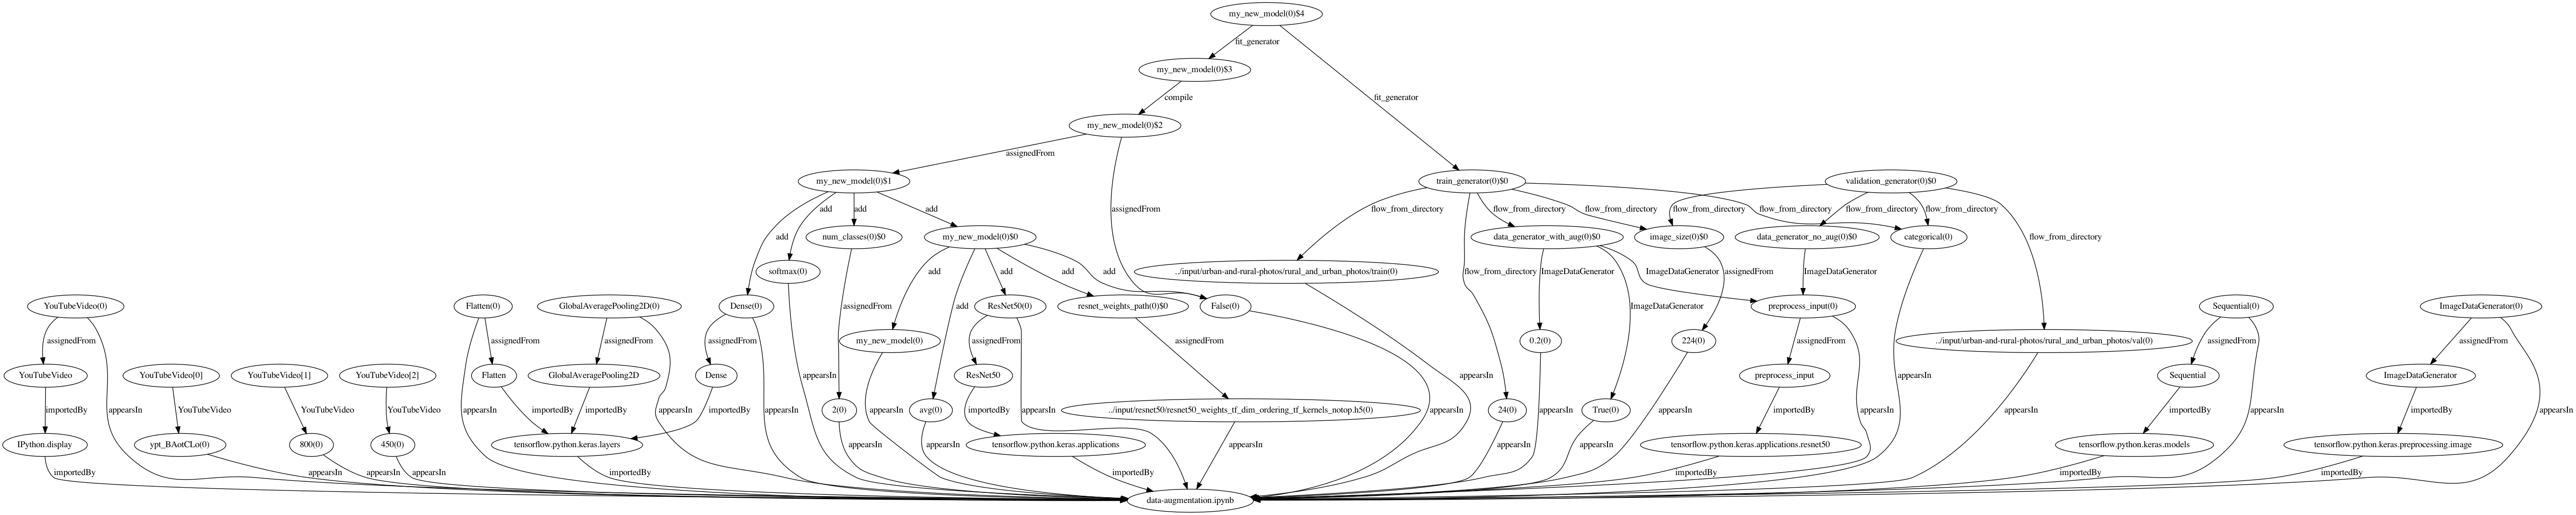 my_new_model(0)$4
fit_generator
my_new_model(0)$3
compile
fit_generator
my_new_model(0)$2
assignedFrom
my_new_model(0)$1
train_generator(0)$0
validation_generator(0)$0
add
add
add
add
assignedFrom
flow_from_directory
flow_from_directory
flow_from_directory
flow_from_directory
flow_from_directory
flow_from_directory
flow_from_directory
flow_from_directory
flow_from_directory
num_classes(0)$0
my_new_model(0)$0
data_generator_with_aug(0)$0
image_size(0)$0
data_generator_no_aug(0)$0
categorical(0)
softmax(0)
add
add
add
add
add
../input/urban-and-rural-photos/rural_and_urban_photos/train(0)
ImageDataGenerator
ImageDataGenerator
ImageDataGenerator
assignedFrom
ImageDataGenerator
YouTubeVideo(0)
Flatten(0)
GlobalAveragePooling2D(0)
Dense(0)
assignedFrom
ResNet50(0)
resnet_weights_path(0)$0
False(0)
preprocess_input(0)
Sequential(0)
ImageDataGenerator(0)
assignedFrom
assignedFrom
assignedFrom
assignedFrom
my_new_model(0)
assignedFrom
assignedFrom
0.2(0)
224(0)
assignedFrom
../input/urban-and-rural-photos/rural_and_urban_photos/val(0)
assignedFrom
assignedFrom
YouTubeVideo
YouTubeVideo[0]
YouTubeVideo[1]
YouTubeVideo[2]
Flatten
GlobalAveragePooling2D
Dense
appearsIn
ResNet50
appearsIn
preprocess_input
appearsIn
Sequential
ImageDataGenerator
importedBy
appearsIn
YouTubeVideo
YouTubeVideo
YouTubeVideo
appearsIn
importedBy
importedBy
appearsIn
importedBy
appearsIn
2(0)
appearsIn
avg(0)
importedBy
appearsIn
../input/resnet50/resnet50_weights_tf_dim_ordering_tf_kernels_notop.h5(0)
appearsIn
24(0)
appearsIn
True(0)
appearsIn
importedBy
appearsIn
appearsIn
importedBy
appearsIn
importedBy
appearsIn
IPython.display
ypt_BAotCLo(0)
800(0)
450(0)
tensorflow.python.keras.layers
appearsIn
appearsIn
tensorflow.python.keras.applications
appearsIn
appearsIn
appearsIn
tensorflow.python.keras.applications.resnet50
tensorflow.python.keras.models
tensorflow.python.keras.preprocessing.image
importedBy
appearsIn
appearsIn
appearsIn
importedBy
importedBy
importedBy
importedBy
importedBy
data-augmentation.ipynb